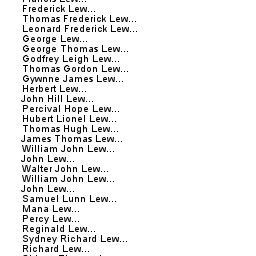 Frederick Lew...
Thomas Frederick Lew...
Leonard Frederick Lew...
George Lew...
George Thomas Lew...
Godfrey Leigh Lew...
Thomas Gordon Lew...
Gywnne James Lew...
Herbert Lew...
John Hill Lew...
Percival Hope Lew...
Hubert Lionel Lew...
Thomas Hugh Lew...
James Thomas Lew...
William John Lew...
John Lew...
Walter John Lew...
William John Lew...
John Lew...
Samuel Lunn Lew...
Mana Lew...
Percy Lew...
Reginald Lew...
Sydney Richard Lew...
Richard Lew...